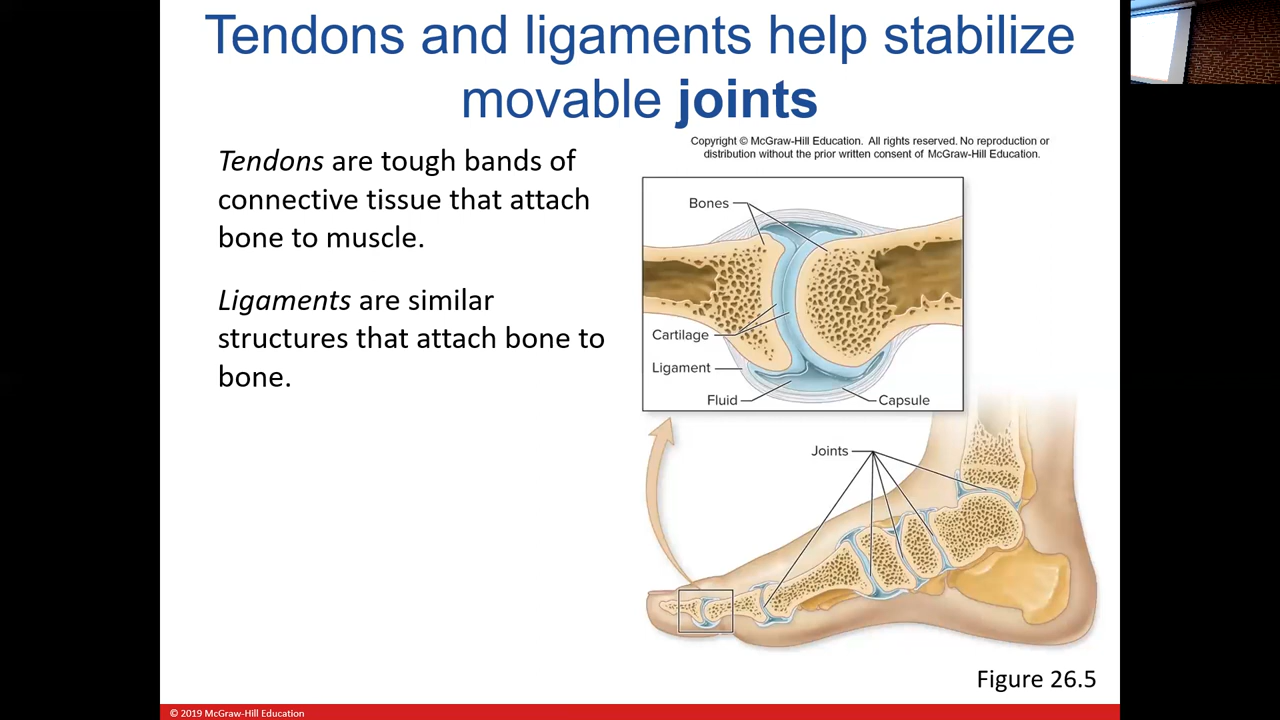 Tendons and ligaments help stabilize
movable joints
Copyright © McGraw-Hill Education. All rights reserved. No reproduction or
distribution without the prior written consent of McGraw-Hill Education.
Tendons are tough bands of
connective tissue that attach
bone to muscle.
Ligaments are similar
structures that attach bone to
bone.
Bones
Cartilage
Ligament
Fluid
Capsule
Joints
Figure 26.5
© 2019 McGraw-Hill Education